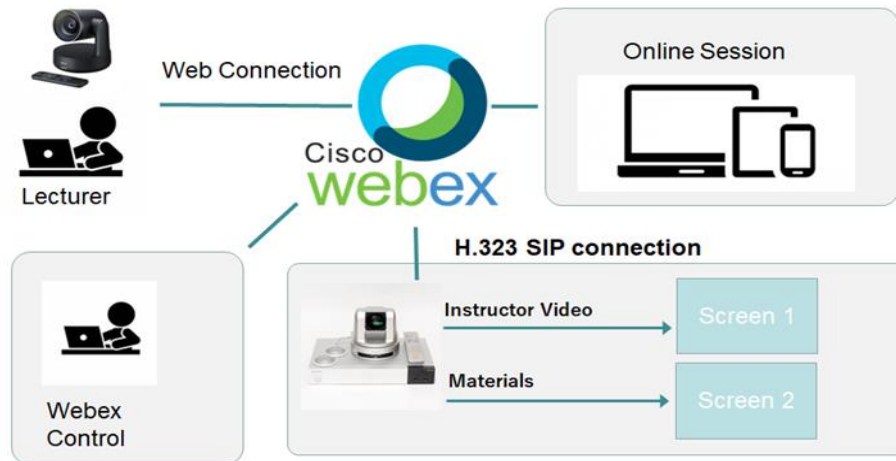 Web Connection
Online Session
Cisco
webex
Lecturer
H.323 SIP connection
Instructor Video
Screen 1
Materials
Screen 2
Webex
Control